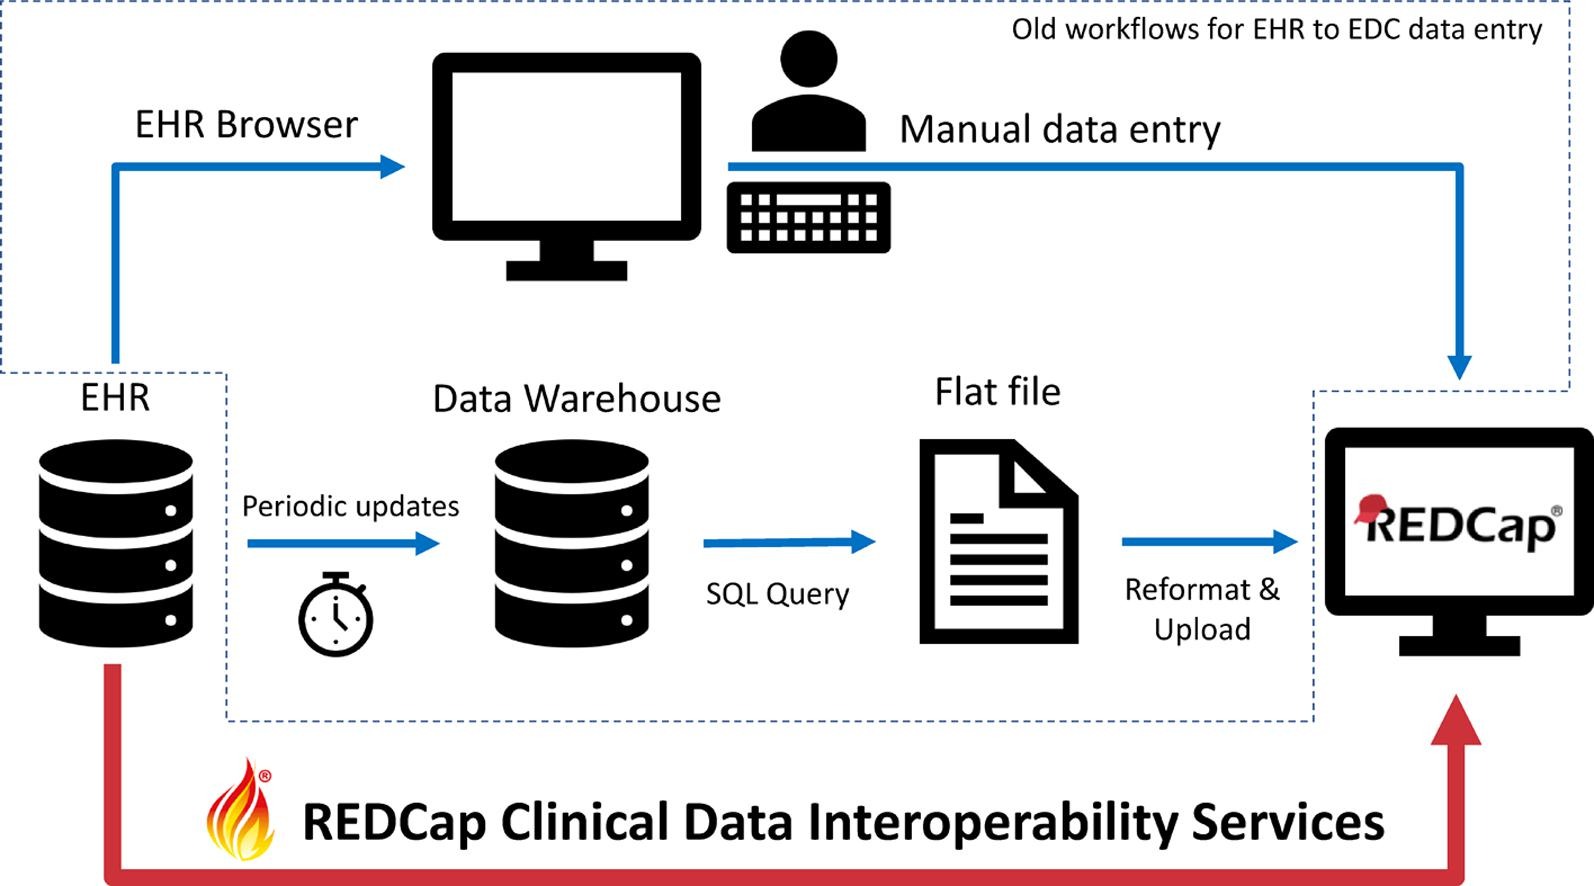 Old workflows for EHR to EDC data entry
EHR Browser
Manual data entry
EHR
Data Warehouse
Flat file
Periodic updates
SQL Query
Reformat &
Upload
REDCap®
®
REDCap Clinical Data Interoperability Services